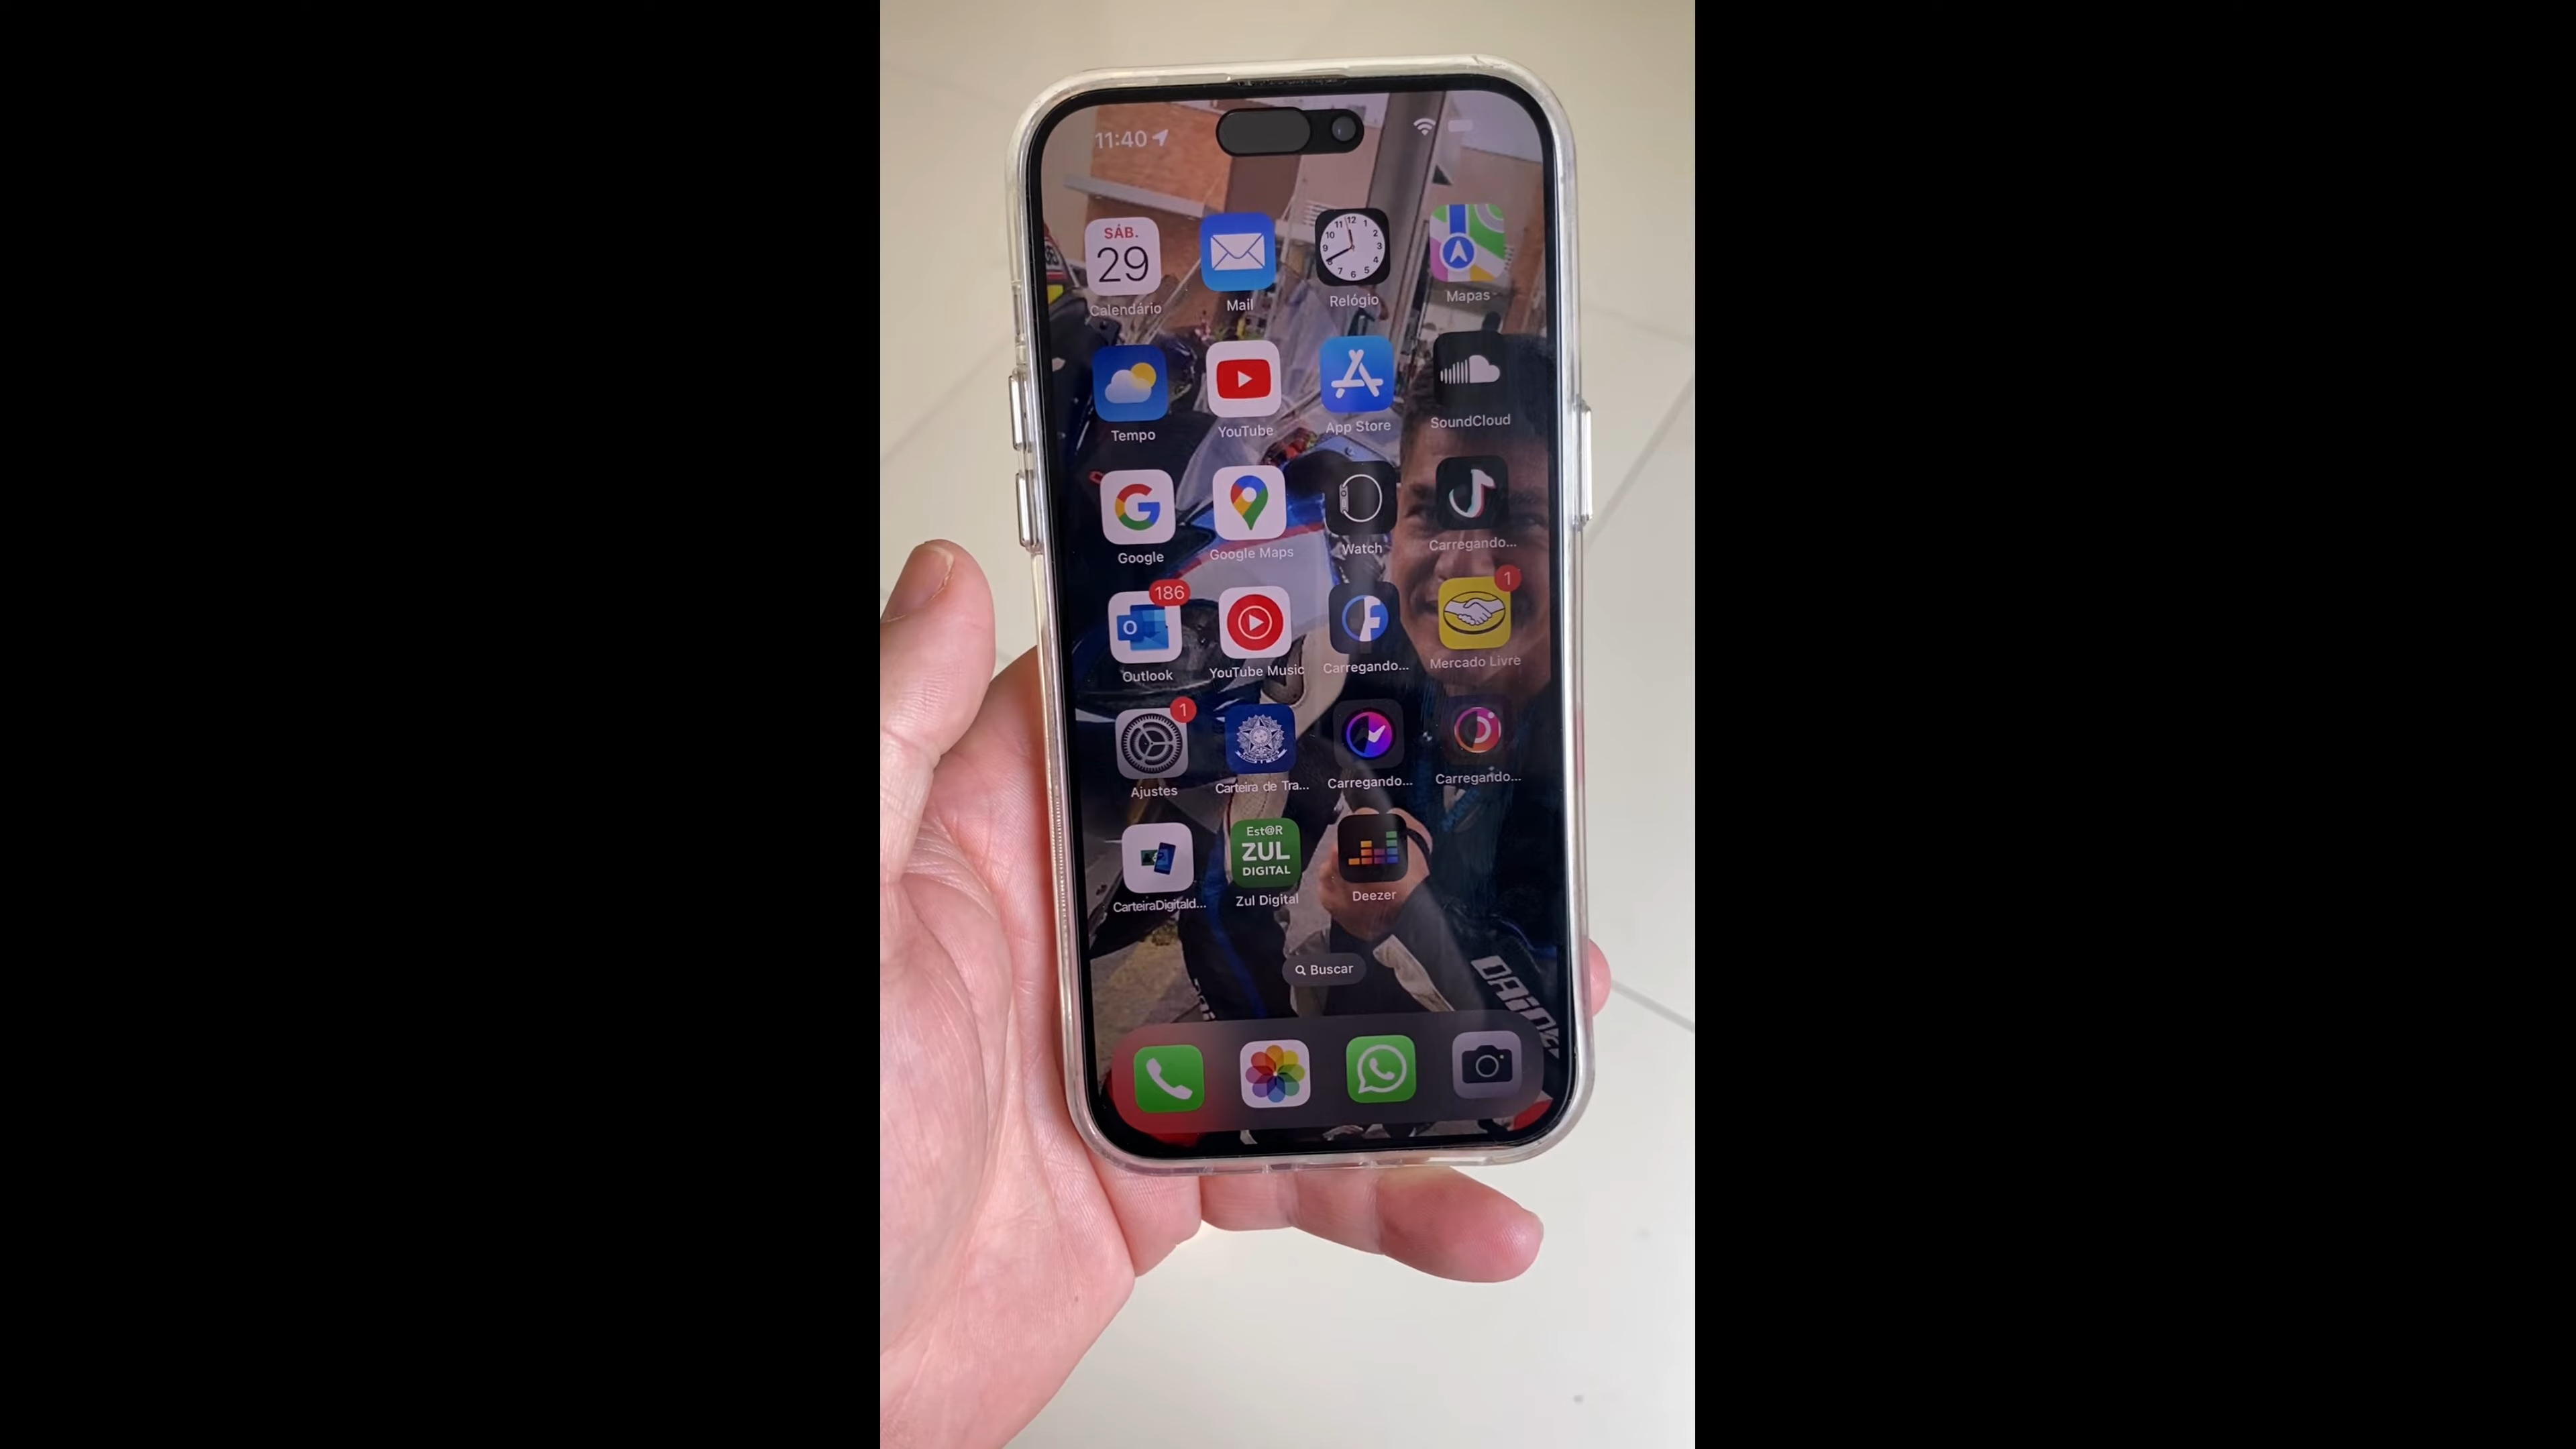 11:40
SÁB.
29
Calendário
Mail
Relógio
Mapas
Tempo
YouTube
App Store
SoundCloud
Google
Google Maps
Watch
Carregando...
186
1
Outlook
YouTube Music
Carregando...
Mercado Livre
1
Ajustes
Carteira de Tra...
Carregando...
Carregando...
Est@R
ZUL
DIGITAL
CarteiraDigitald...
Zul Digital
Deezer
Buscar